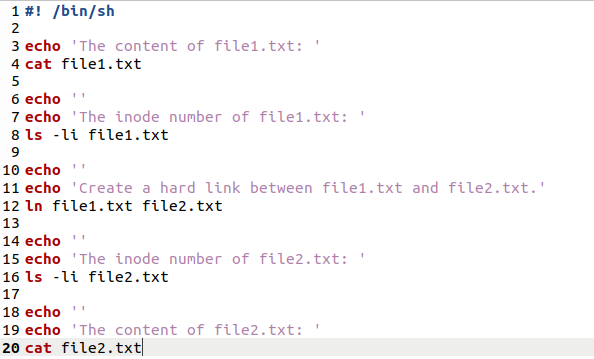 1 #! /bin/sh
2
3 echo 'The content of file1.txt: '
4 cat file1.txt
5
6 echo ''
7 echo 'The inode number of file1.txt: '
8 ls -li file1.txt
9
10 echo ''
11 echo 'Create a hard link between file1.txt and file2.txt.'
12 ln file1.txt file2.txt
13
14 echo ''
15 echo 'The inode number of file2.txt: '
16 ls -li file2.txt
17
18 echo ''
19 echo 'The content of file2.txt: '
20 cat file2.txt